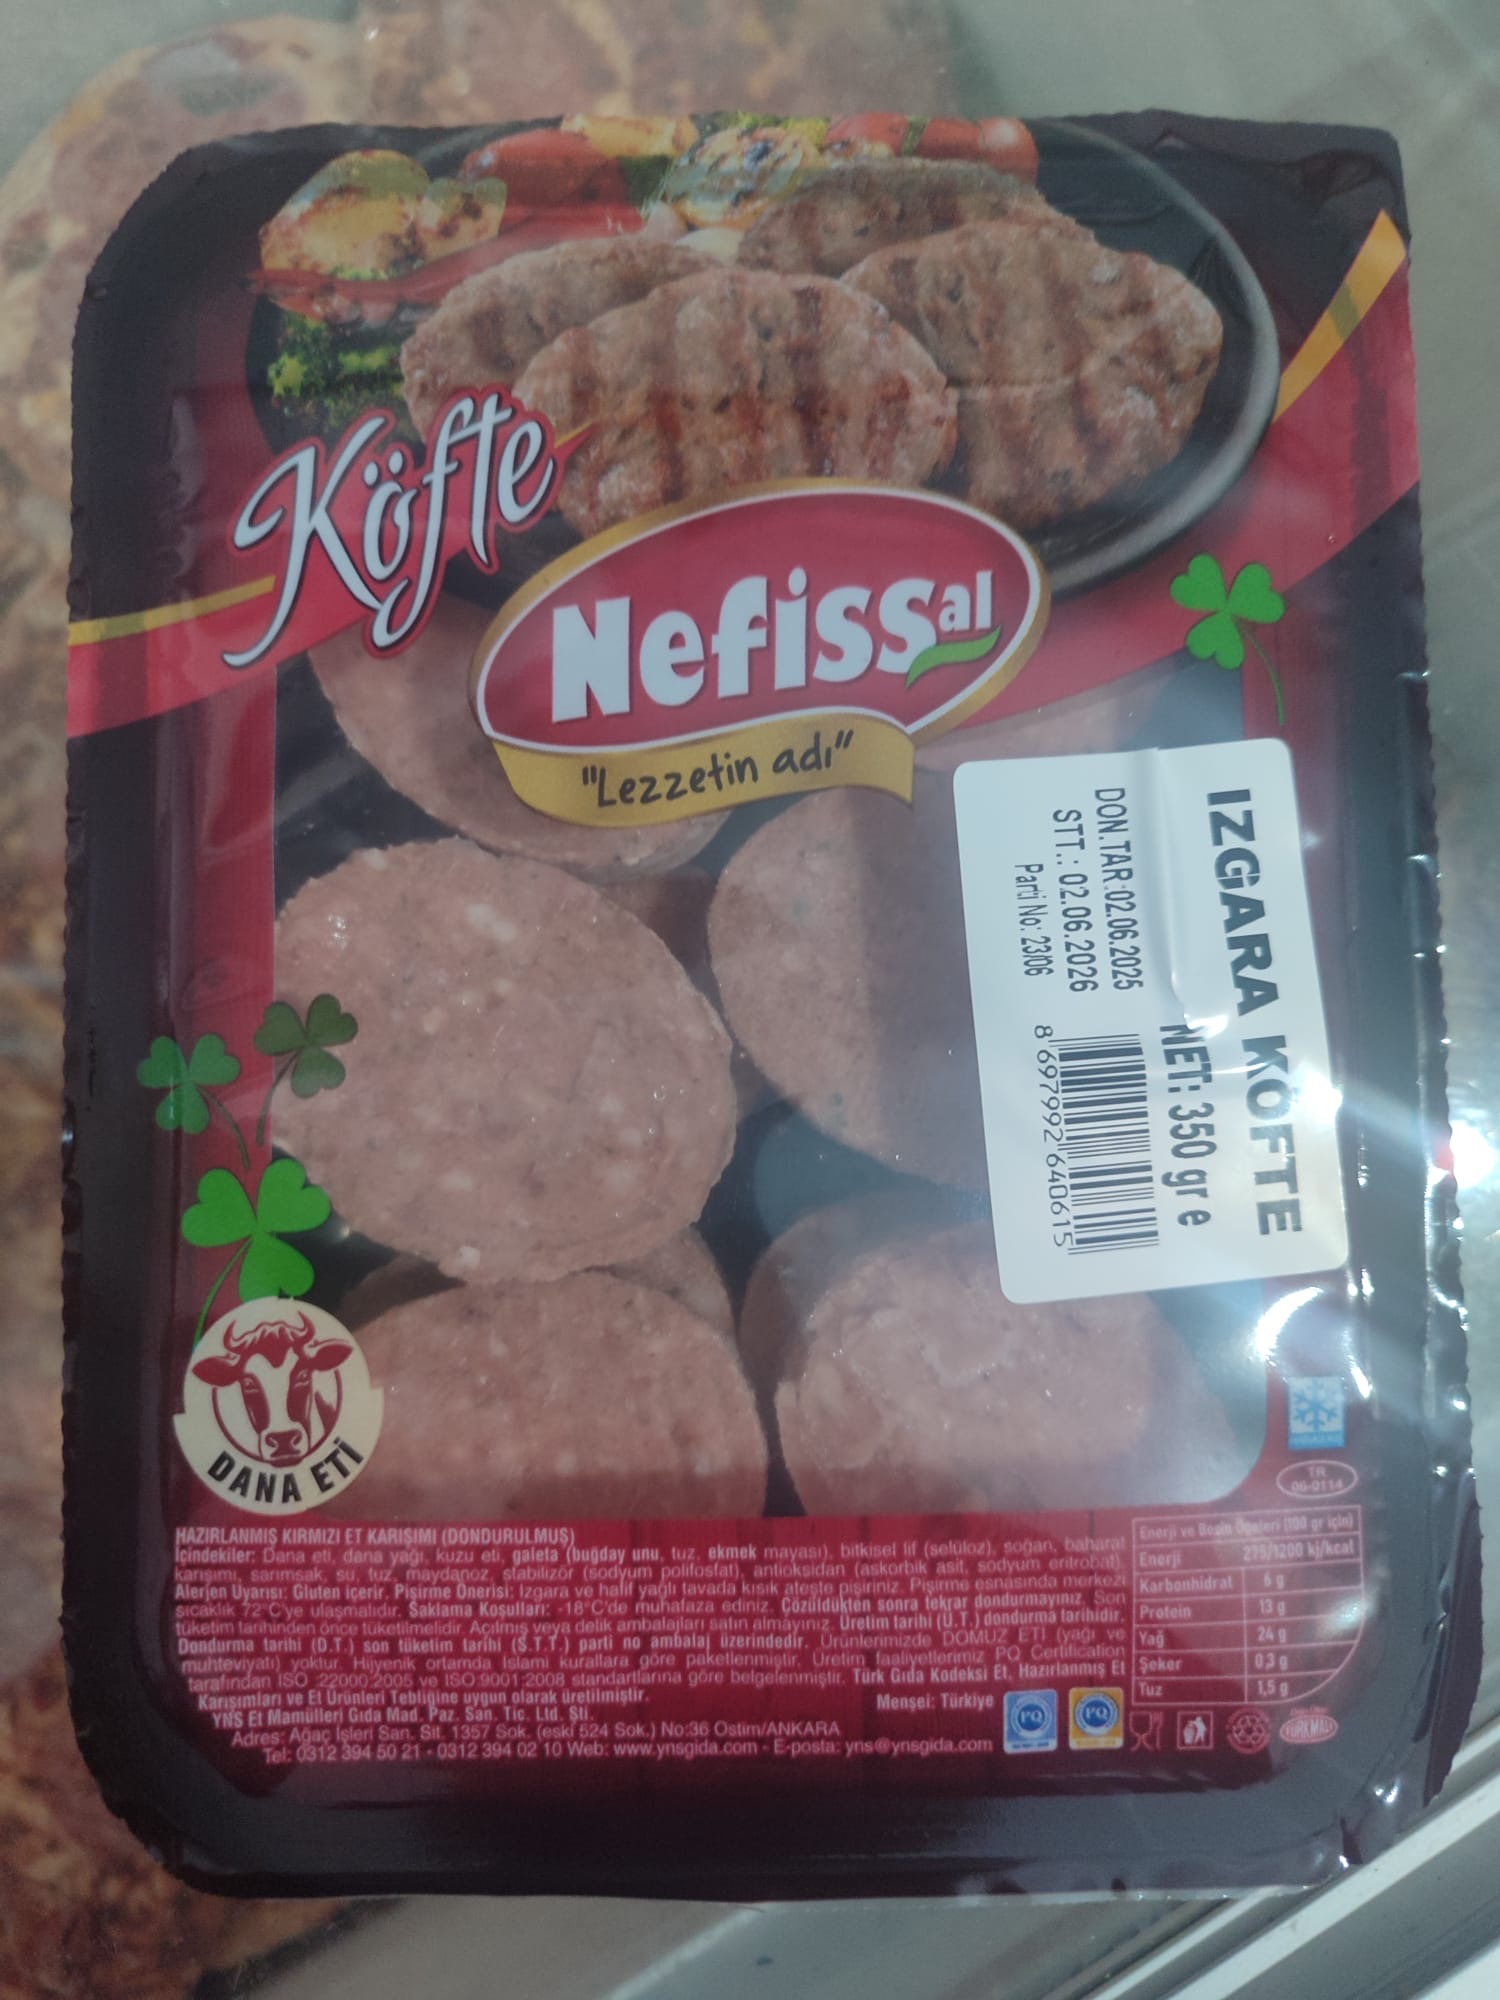 Köfte
Nefissal
"Lezzetin adı"
IZGARA KÖFTE
NET: 350 gr e
DON.TAR:02.06.2025
STT.: 02.06.2026
Parti No: 23/06
8 697992 640615
DANA ETİ
TR
06-0114
HAZIRLANMIŞ KIRMIZI ET KARIŞIMI (DONDURULMUŞ)
İçindekiler: Dana eti, dana yağı, kuzu eti, galeta (buğday unu, tuz, ekmek mayası), bitkisel lif (selüloz), soğan, baharat
karışımı, sarımsak, su, tuz, maydanoz, stabilizör (sodyum polifosfat), antioksidan (askorbik asit, sodyum eritrobat)
Alerjen Uyarısı: Gluten içerir. Pişirme Önerisi: Izgara ve hafif yağlı tavada kısık ateşte pişiriniz. Pişirme esnasında merkezi
sıcaklık 72°C'ye ulaşmalıdır. Saklama Koşulları: -18°C'de muhafaza ediniz. Çözüldükten sonra tekrar dondurmayınız. Son
tüketim tarihinden önce tüketilmelidir. Açılmış veya delik ambalajları satın almayınız. Üretim tarihi (Ü.T.) dondurma tarihidir.
Dondurma tarihi (D.T.) son tüketim tarihi (S.T.T.) parti no ambalaj üzerindedir. Ürünlerimizde DOMUZ ETİ (yağı ve
muhteviyatı) yoktur. Hijyenik ortamda İslami kurallara göre paketlenmiştir. Üretim faaliyetlerimiz PQ Certification
tarafından ISO 22000:2005 ve ISO:9001:2008 standartlarına göre belgelenmiştir. Türk Gıda Kodeksi Et, Hazırlanmış Et
Karışımları ve Et Ürünleri Tebliğine uygun olarak üretilmiştir.
Menşei: Türkiye
YNS Et Mamülleri Gıda Mad. Paz. San. Tic. Ltd. Şti.
Adres: Ağaç İşleri San. Sit. 1357 Sok. (eski 524 Sok.) No:36 Ostim/ANKARA
Tel: 0312 394 50 21 - 0312 394 02 10 Web: www.ynsgida.com - E-posta: yns@ynsgida.com
Enerji ve Besin Ögeleri (100 gr için)
Enerji 275/1200 kj/kcal
Karbonhidrat 6 g
Protein 13 g
Yağ 24 g
Şeker 0,3 g
Tuz 1,5 g
PQ
PQ
TÜRKMALI